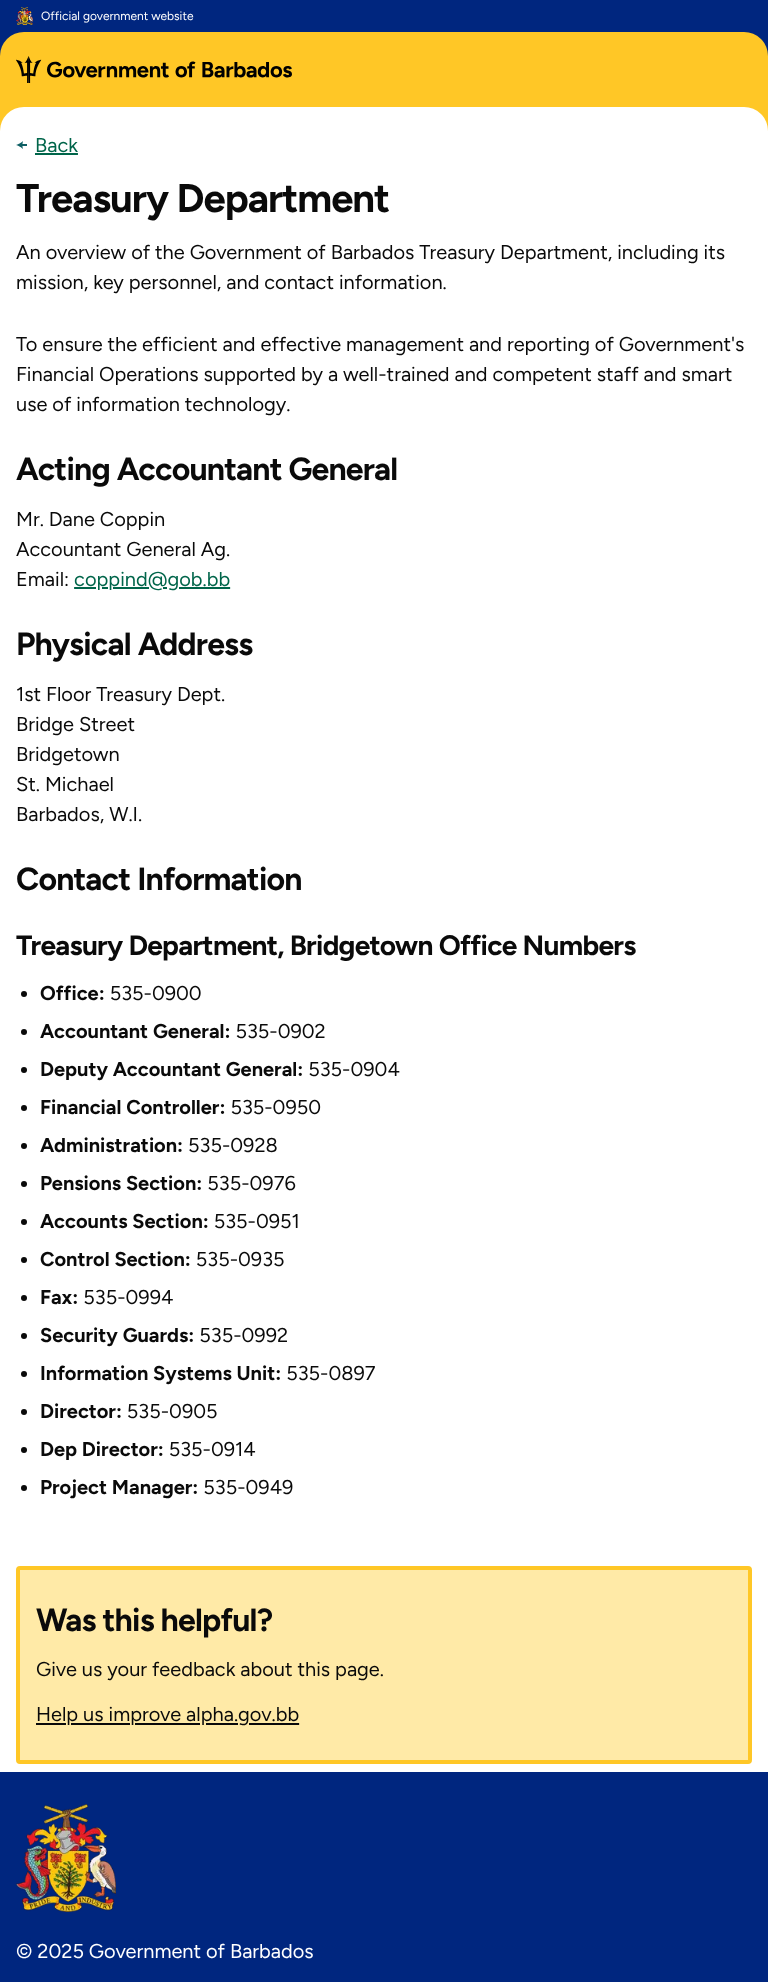 Official government website
Government of Barbados
Back
Treasury Department
An overview of the Government of Barbados Treasury Department, including its
mission, key personnel, and contact information.
To ensure the efficient and effective management and reporting of Government's
Financial Operations supported by a well-trained and competent staff and smart
use of information technology.
Acting Accountant General
Mr. Dane Coppin
Accountant General Ag.
Email: coppind@gob.bb
Physical Address
1st Floor Treasury Dept.
Bridge Street
Bridgetown
St. Michael
Barbados, W.I.
Contact Information
Treasury Department, Bridgetown Office Numbers
• Office: 535-0900
• Accountant General: 535-0902
• Deputy Accountant General: 535-0904
• Financial Controller: 535-0950
• Administration: 535-0928
• Pensions Section: 535-0976
• Accounts Section: 535-0951
• Control Section: 535-0935
• Fax: 535-0994
• Security Guards: 535-0992
• Information Systems Unit: 535-0897
• Director: 535-0905
• Dep Director: 535-0914
• Project Manager: 535-0949
Was this helpful?
Give us your feedback about this page.
Help us improve alpha.gov.bb
PRIDE AND INDUSTRY
© 2025 Government of Barbados